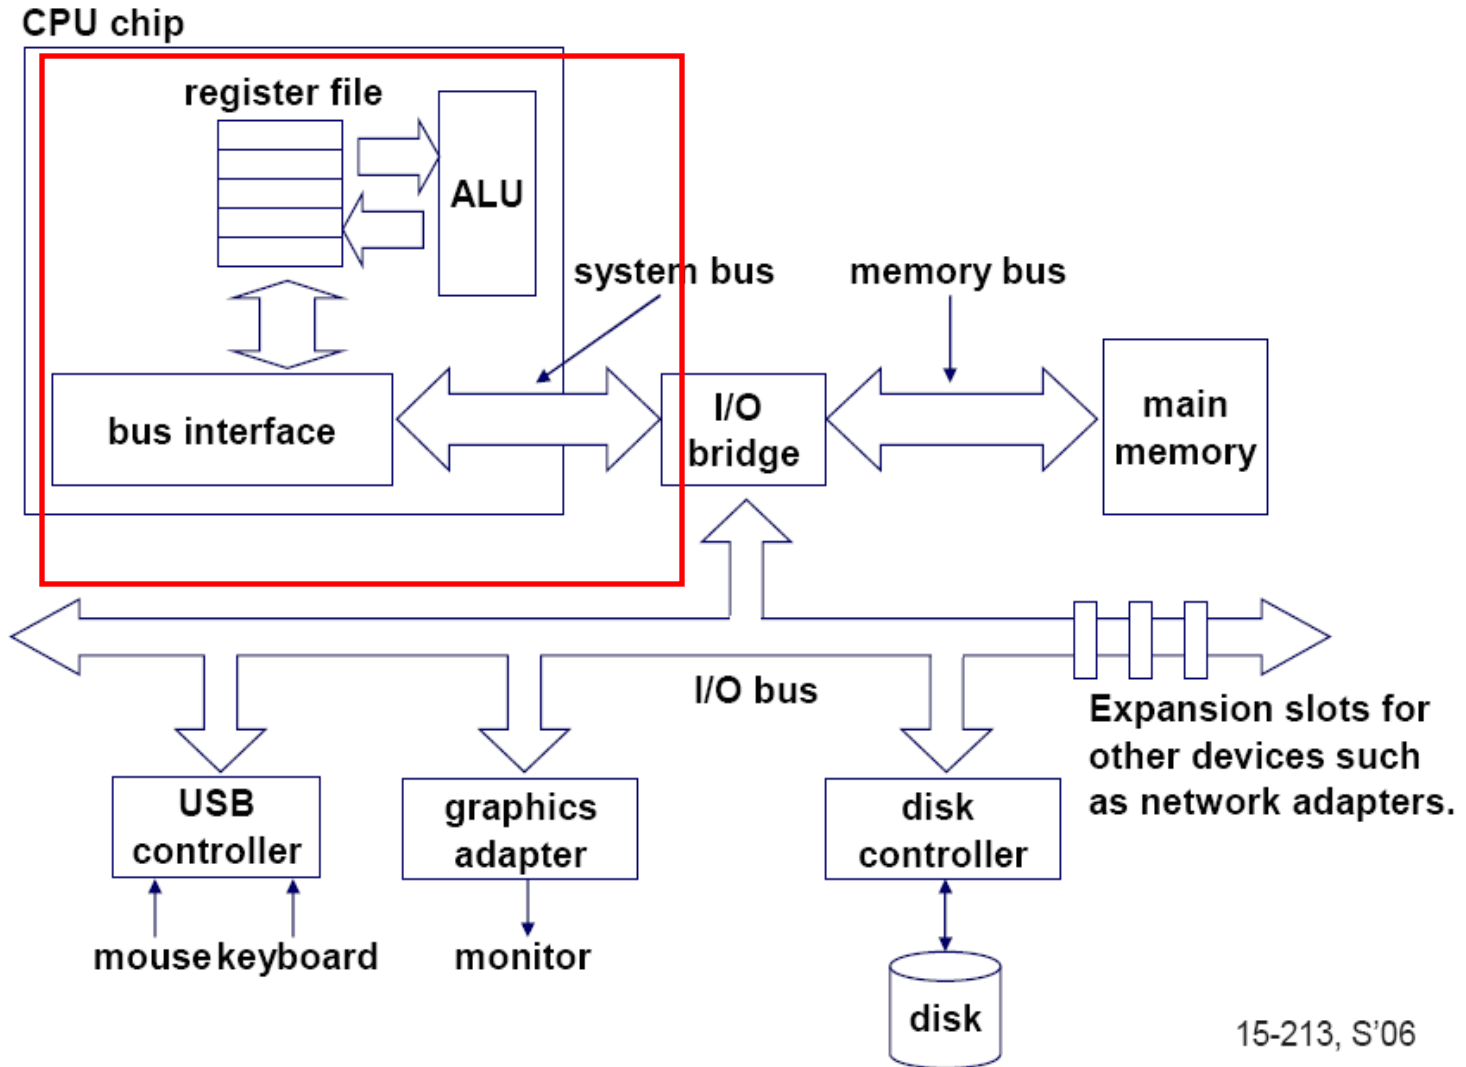 CPU chip
register file
ALU
system bus
memory bus
bus interface
I/O
bridge
main
memory
I/O bus
Expansion slots for
other devices such
as network adapters.
USB
controller
graphics
adapter
disk
controller
mouse keyboard
monitor
disk
15-213, S'06